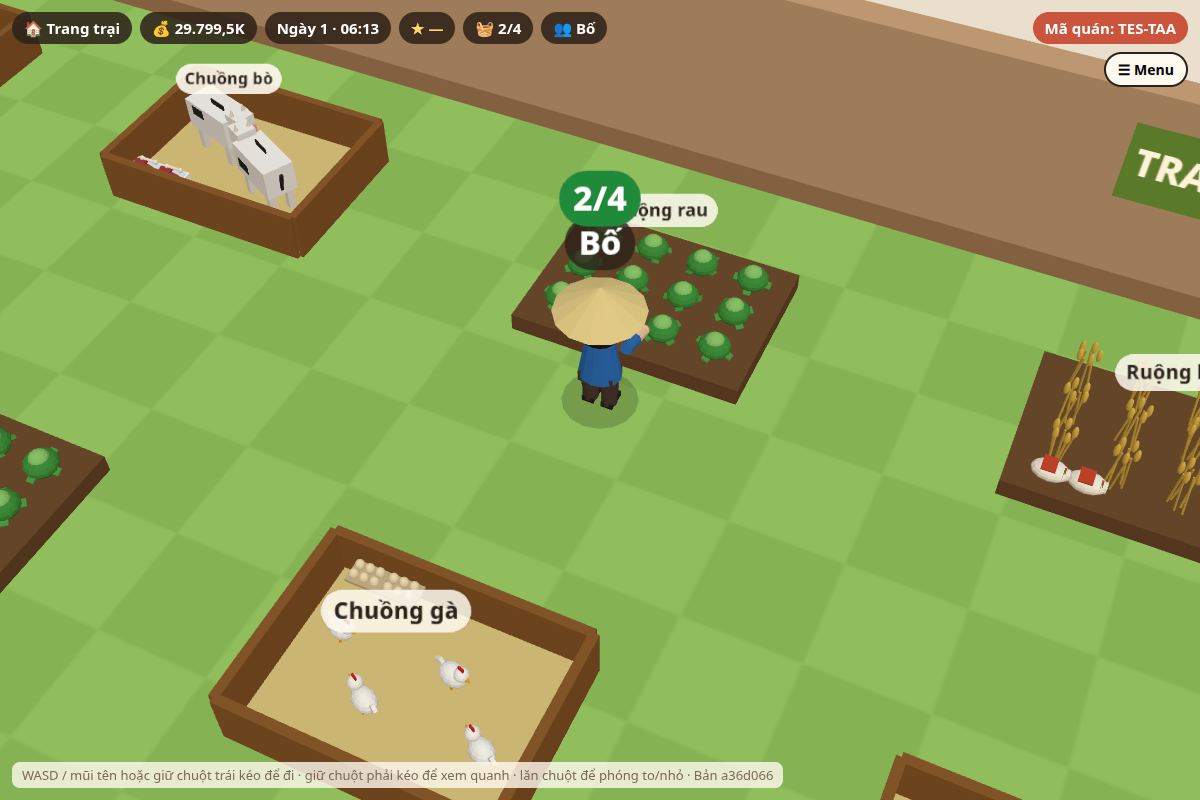 🏠 Trang trại
💰 29.799,5K
Ngày 1 · 06:13
★ —
🧺 2/4
👥 Bố
Mã quán: TES-TAA
☰ Menu
Chuồng bò
2/4
Bố
rau
Chuồng gà
Ruộng
WASD / mũi tên hoặc giữ chuột trái kéo để đi · giữ chuột phải kéo để xem quanh · lăn chuột để phóng to/nhỏ · Bản a36d066